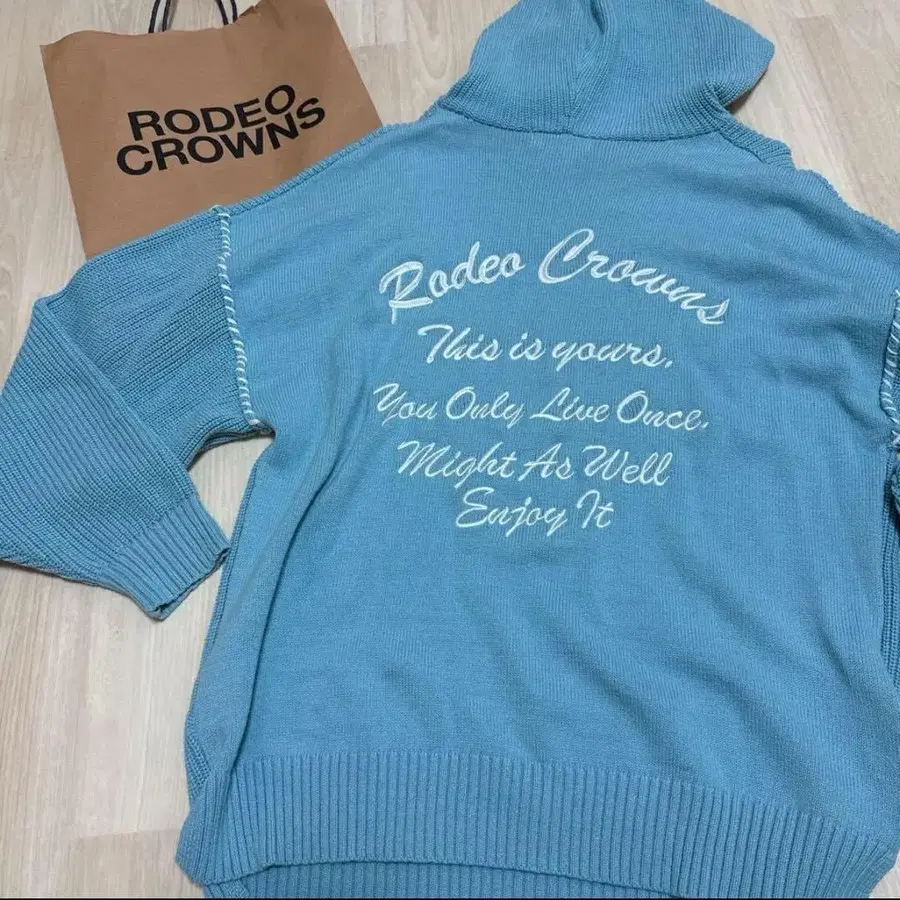 RODEO
CROWNS
Rodeo Crowns
This is yours.
You Only Live Once.
Might As Well
Enjoy It